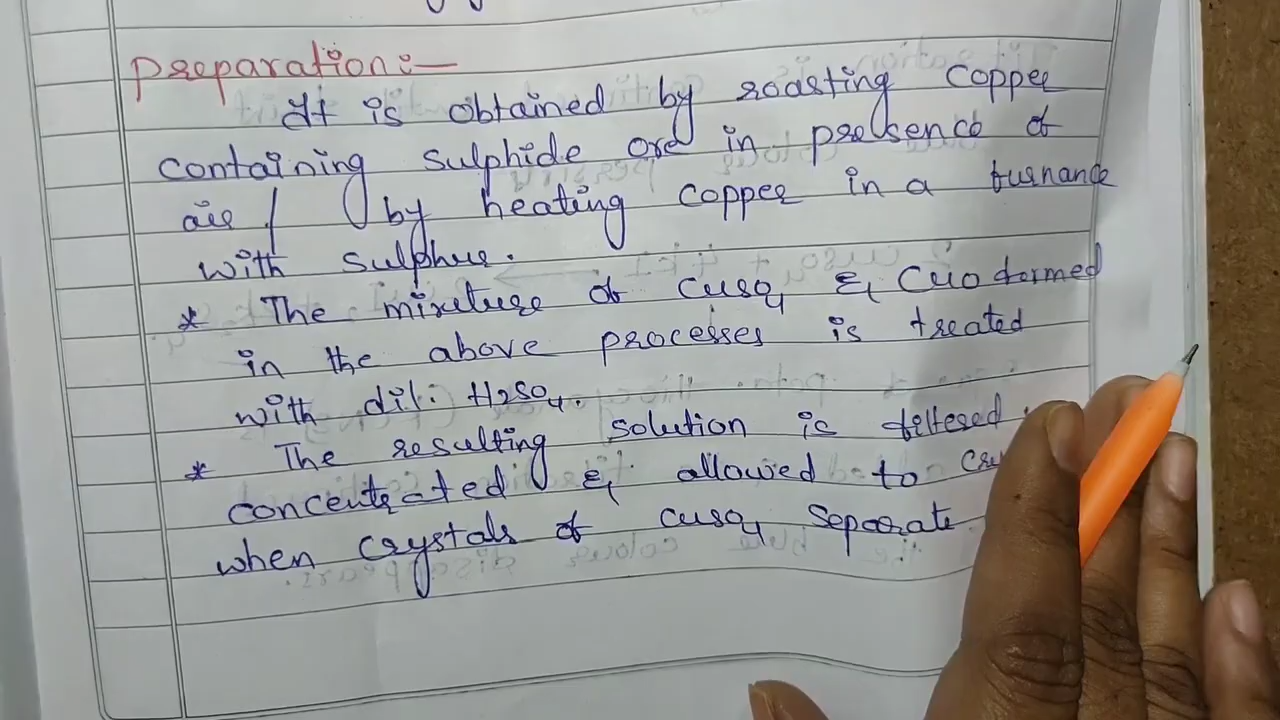 Preparation:-
It is obtained by roasting copper
containing sulphide ore in presence of
air / by heating copper in a furnance
with sulphur.
* The mixture of CuSO4 & CuO formed
in the above processes is treated
with dil. H2SO4.
* The resulting solution is filtered
concentrated & allowed to
when crystals of CuSO4 separate